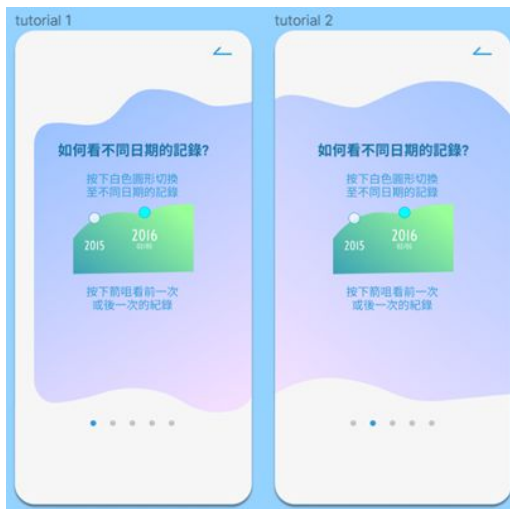 tutorial 1
如何看不同日期的記錄?
按下白色圓形切換
至不同日期的記錄
2015
2016
按下箭咀看前一次
或後一次的紀錄
tutorial 2
如何看不同日期的記錄?
按下白色圓形切換
至不同日期的記錄
2015
2016
按下箭咀看前一次
或後一次的紀錄